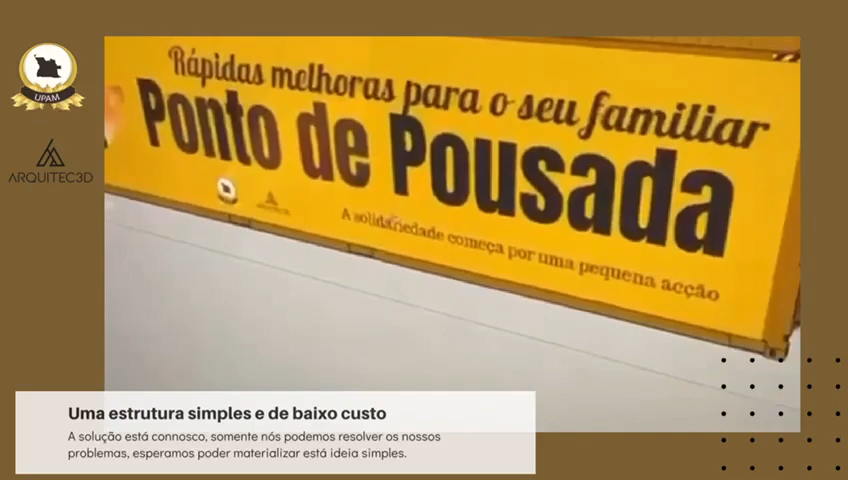 UPAM
ARQUITEC3D
Rápidas melhoras para o seu familiar
Ponto de Pousada
A solidariedade começa por uma pequena acção
Uma estrutura simples e de baixo custo
A solução está connosco, somente nós podemos resolver os nossos
problemas, esperamos poder materializar está ideia simples.